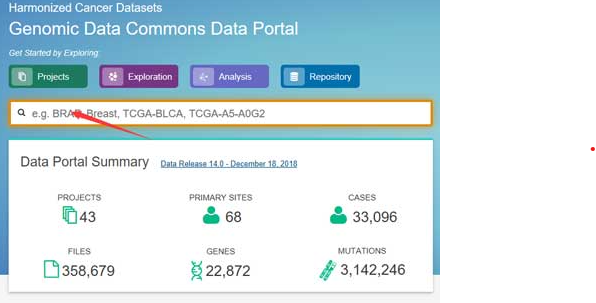 Harmonized Cancer Datasets
Genomic Data Commons Data Portal
Get Started by Exploring:
Projects Exploration Analysis Repository
e.g. BRAF, Breast, TCGA-BLCA, TCGA-A5-A0G2
Data Portal Summary Data Release 14.0 - December 18, 2018
PROJECTS PRIMARY SITES CASES
43 68 33,096
FILES GENES MUTATIONS
358,679 22,872 3,142,246